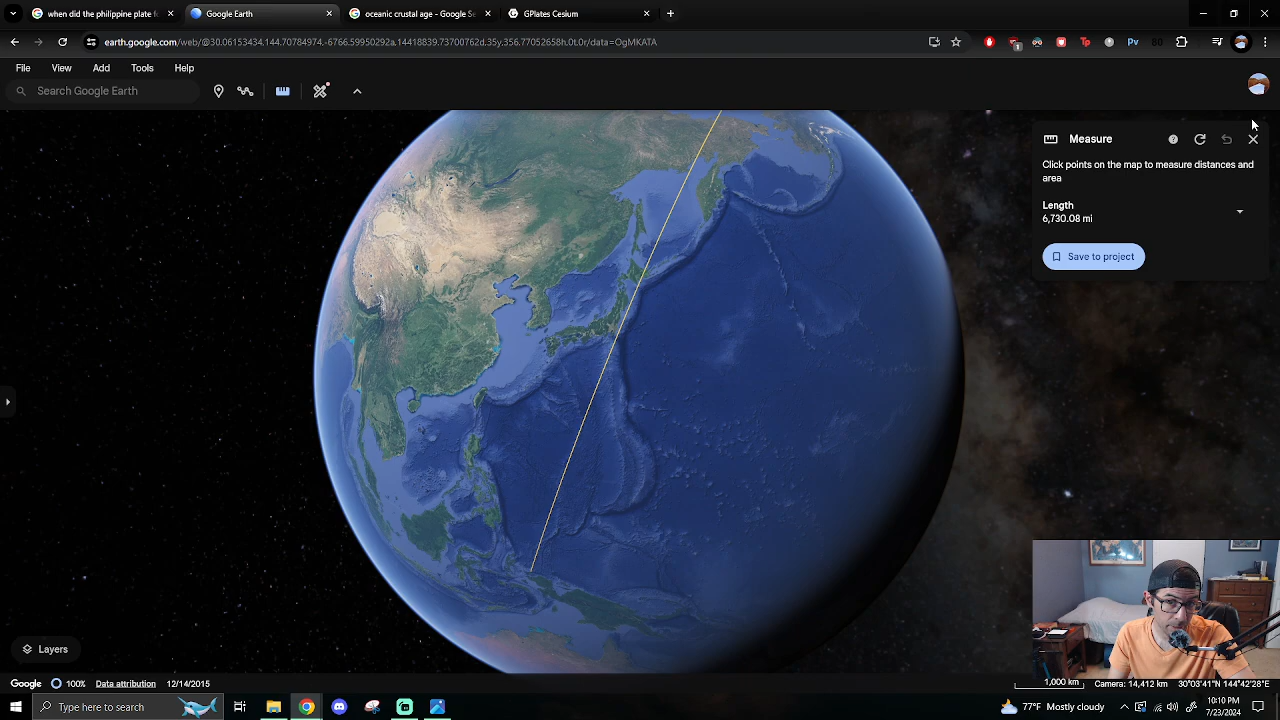 when did the philippine plate f
Google Earth
oceanic crustal age - Google Se
GPlates Cesium
earth.google.com/web/@30.06153434,144.70784974,-6766.59950292a,14418839.73700762d,35y,356.77052658h,0t,0r/data=OgMKATA
File View Add Tools Help
Search Google Earth
Measure
Click points on the map to measure distances and
area
Length
6,730.08 mi
Save to project
Layers
Google 100% Data attribution 12/14/2015
1,000 km Camera: 14,412 km 30°03'41"N 144°42'28"E
Type here to search
77°F Mostly cloudy
10:10 PM
7/23/2024